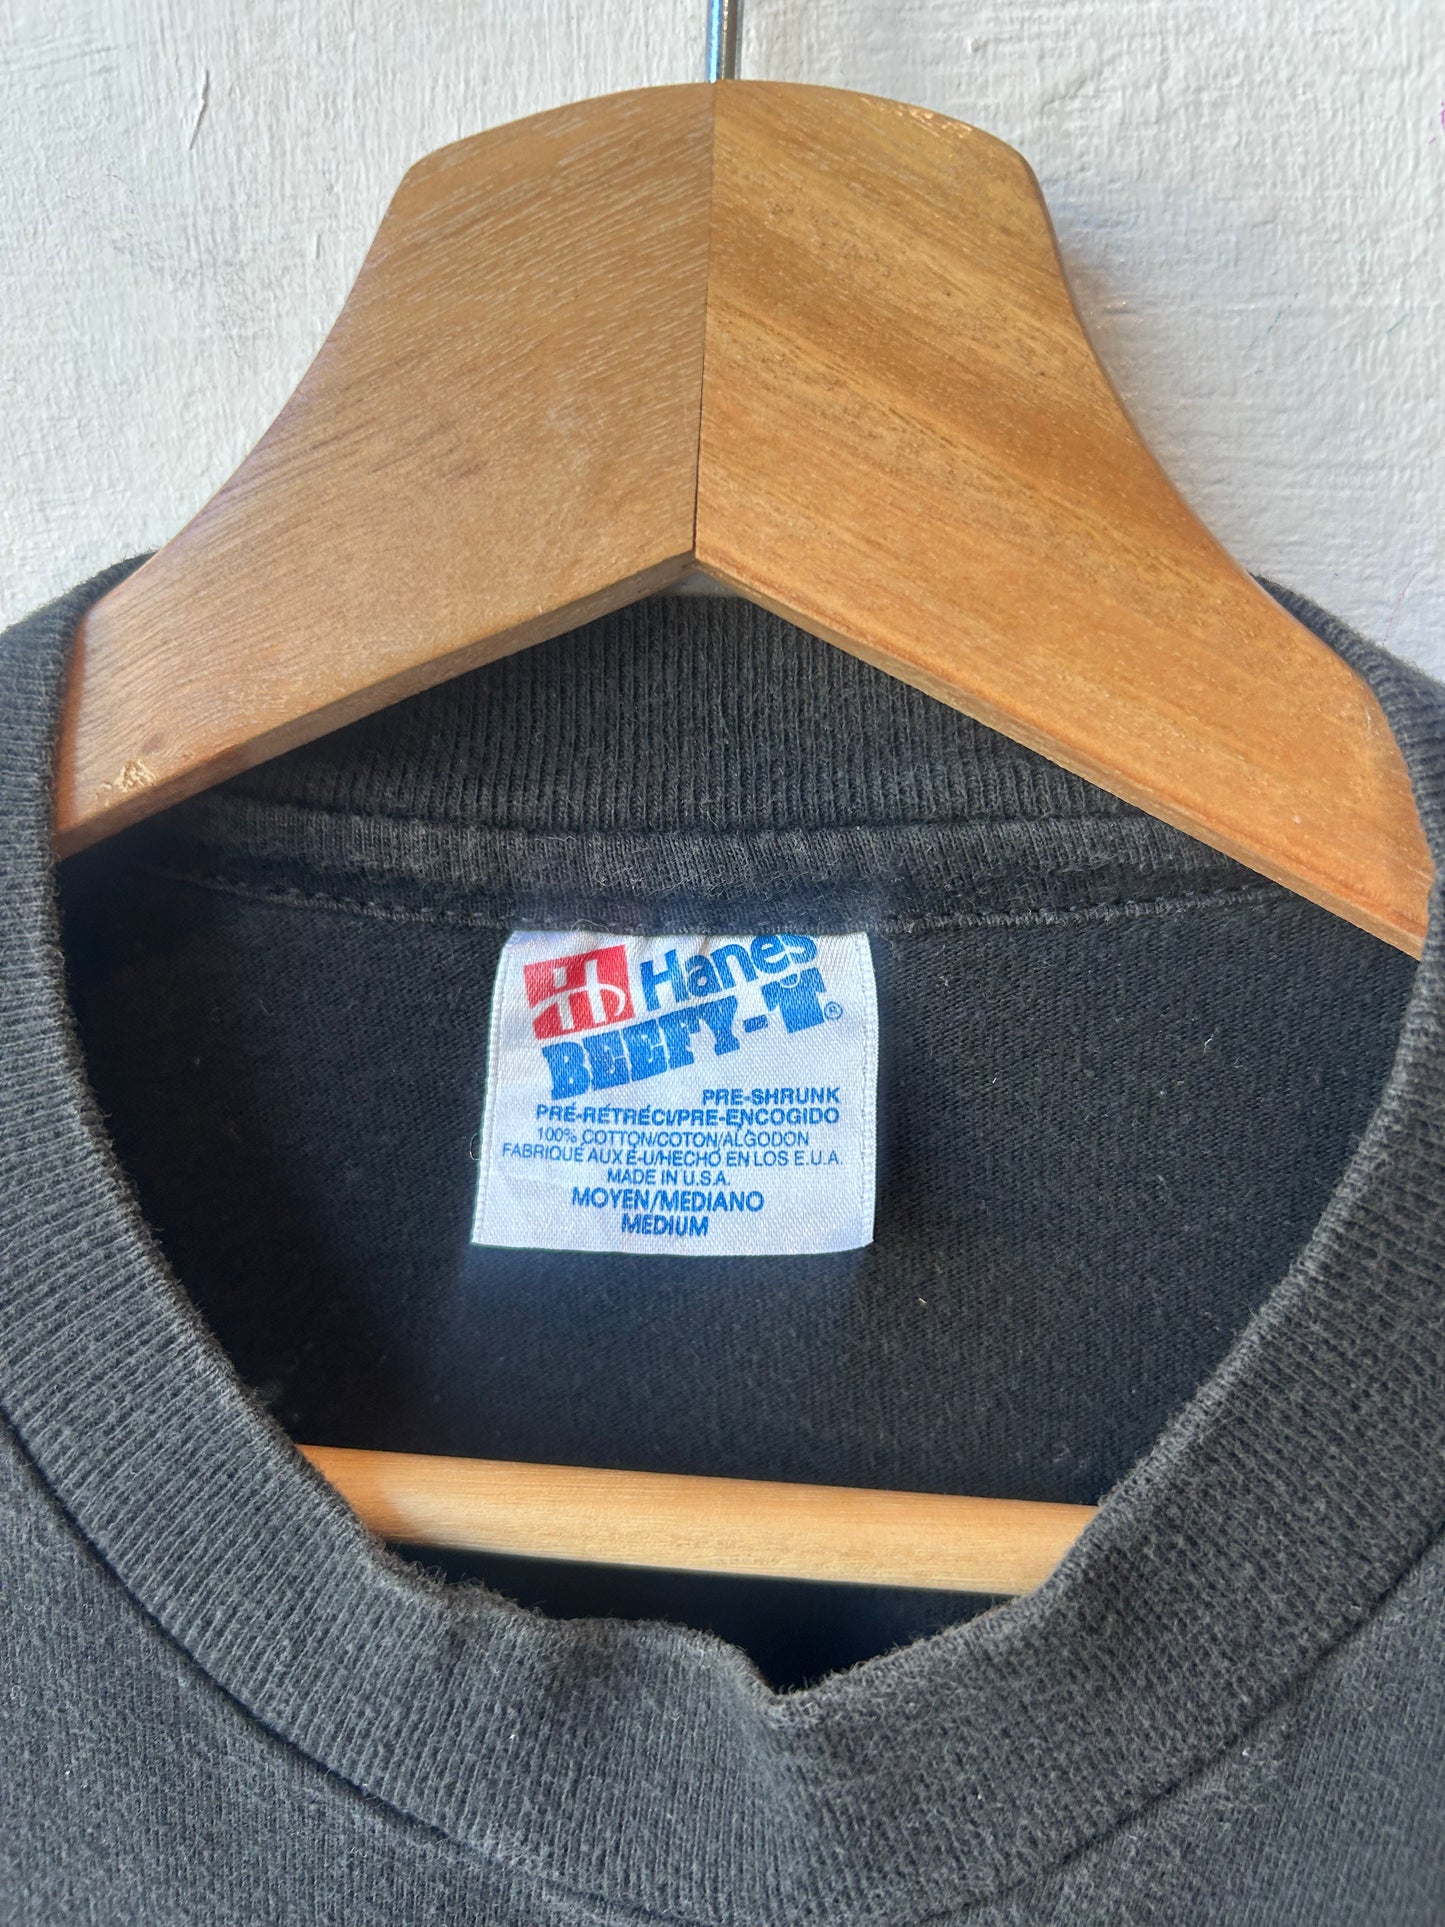 H Hanes
BEEFY-T®
PRE-SHRUNK
PRÉ-RÉTRÉCI/PRE-ENCOGIDO
100% COTTON/COTON/ALGODON
FABRIQUÉ AUX É-U/HECHO EN LOS E.U.A.
MADE IN U.S.A.
MOYEN/MEDIANO
MEDIUM